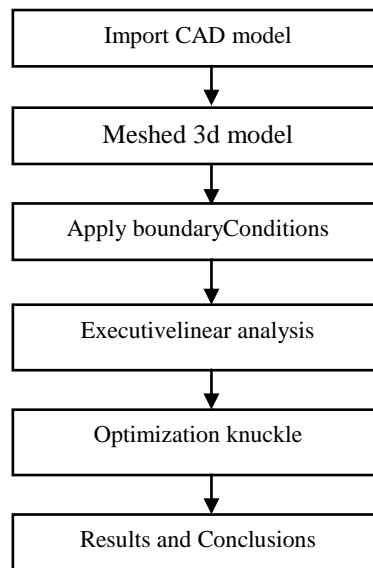 Import CAD model
Meshed 3d model
Apply boundaryConditions
Executivelinear analysis
Optimization knuckle
Results and Conclusions